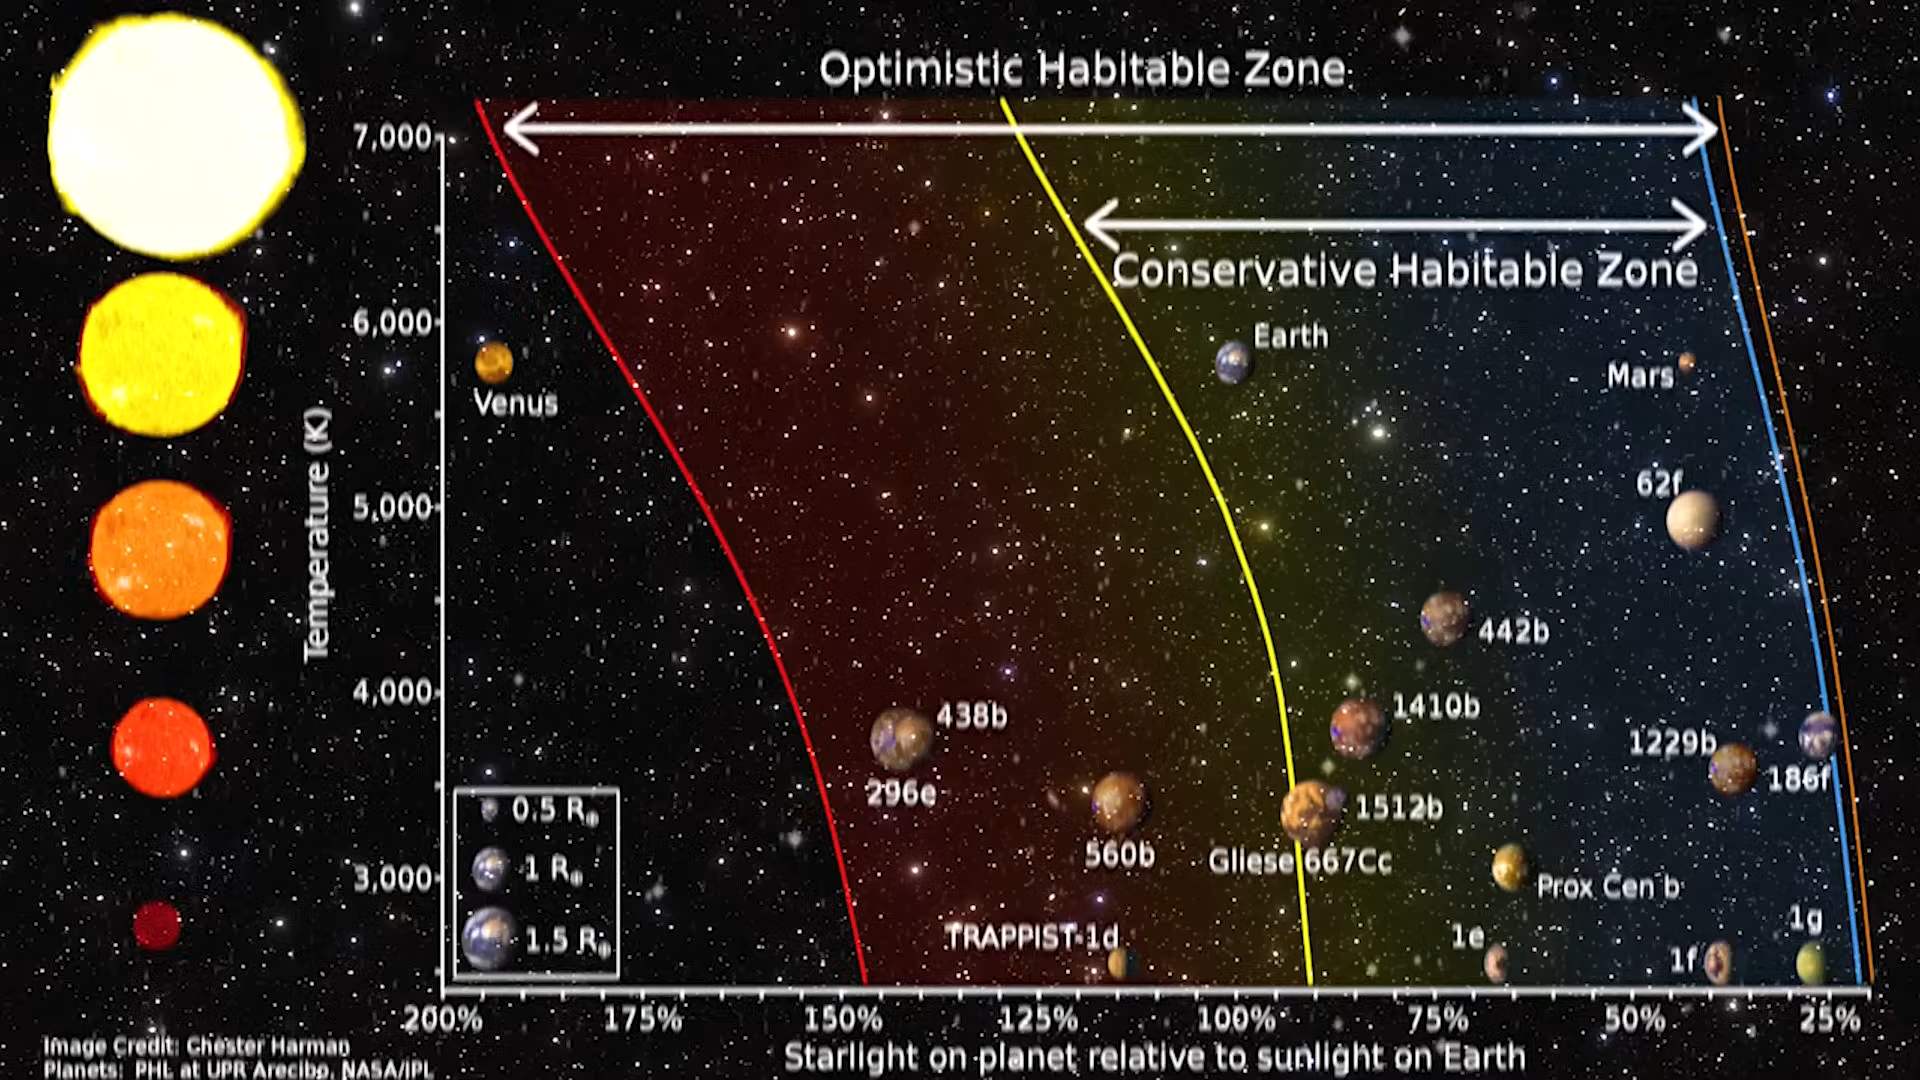 Optimistic Habitable Zone
7,000
Conservative Habitable Zone
6,000
Earth
Mars
Venus
Temperature (K)
62f
5,000
442b
4,000
438b
1410b
1229b
186f
296e
0.5 R⊕
1512b
560b
Gliese 667Cc
1 R⊕
3,000
Prox Cen b
1g
TRAPPIST-1d
1e
1.5 R⊕
1f
200% 175% 150% 125% 100% 75% 50% 25%
Starlight on planet relative to sunlight on Earth
Image Credit: Chester Harman
Planets: PHL at UPR Arecibo, NASA/JPL